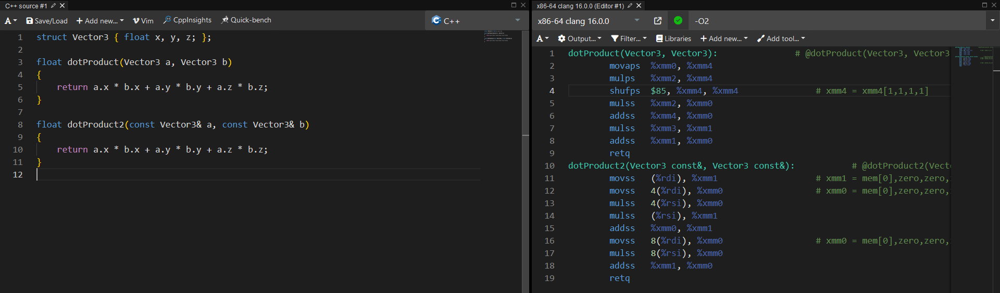 C++ source #1
A Save/Load + Add new... Vim CppInsights Quick-bench C++
1 struct Vector3 { float x, y, z; };
2
3 float dotProduct(Vector3 a, Vector3 b)
4 {
5 return a.x * b.x + a.y * b.y + a.z * b.z;
6 }
7
8 float dotProduct2(const Vector3& a, const Vector3& b)
9 {
10 return a.x * b.x + a.y * b.y + a.z * b.z;
11 }
12
x86-64 clang 16.0.0 (Editor #1)
x86-64 clang 16.0.0 -O2
A Output... Filter... Libraries + Add new... Add tool...
1 dotProduct(Vector3, Vector3): # @dotProduct(Vector3, Vector3
2 movaps %xmm0, %xmm4
3 mulps %xmm2, %xmm4
4 shufps $85, %xmm4, %xmm4 # xmm4 = xmm4[1,1,1,1]
5 mulss %xmm2, %xmm0
6 addss %xmm4, %xmm0
7 mulss %xmm3, %xmm1
8 addss %xmm1, %xmm0
9 retq
10 dotProduct2(Vector3 const&, Vector3 const&): # @dotProduct2(Vect
11 movss (%rdi), %xmm1 # xmm1 = mem[0],zero,zero,
12 movss 4(%rdi), %xmm0 # xmm0 = mem[0],zero,zero,
13 mulss 4(%rsi), %xmm0
14 mulss (%rsi), %xmm1
15 addss %xmm0, %xmm1
16 movss 8(%rdi), %xmm0 # xmm0 = mem[0],zero,zero,
17 mulss 8(%rsi), %xmm0
18 addss %xmm1, %xmm0
19 retq